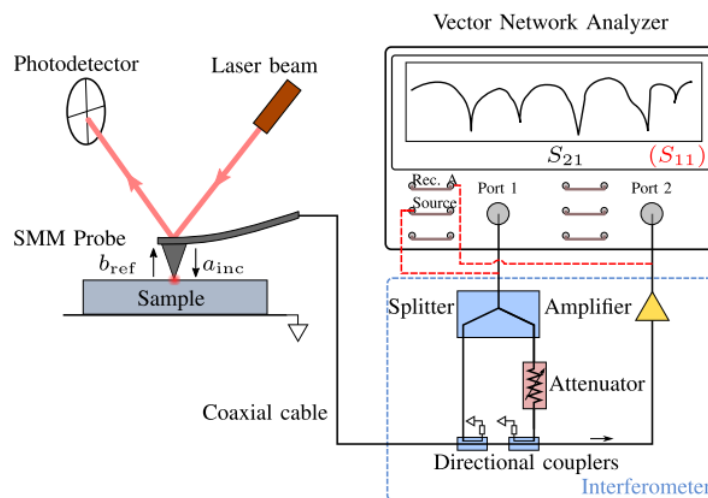 Vector Network Analyzer
Photodetector
Laser beam
S21
(S11)
Rec. A
Port 1
Port 2
Source
SMM Probe
bref
ainc
Sample
Splitter
Amplifier
Attenuator
Coaxial cable
Directional couplers
Interferometer